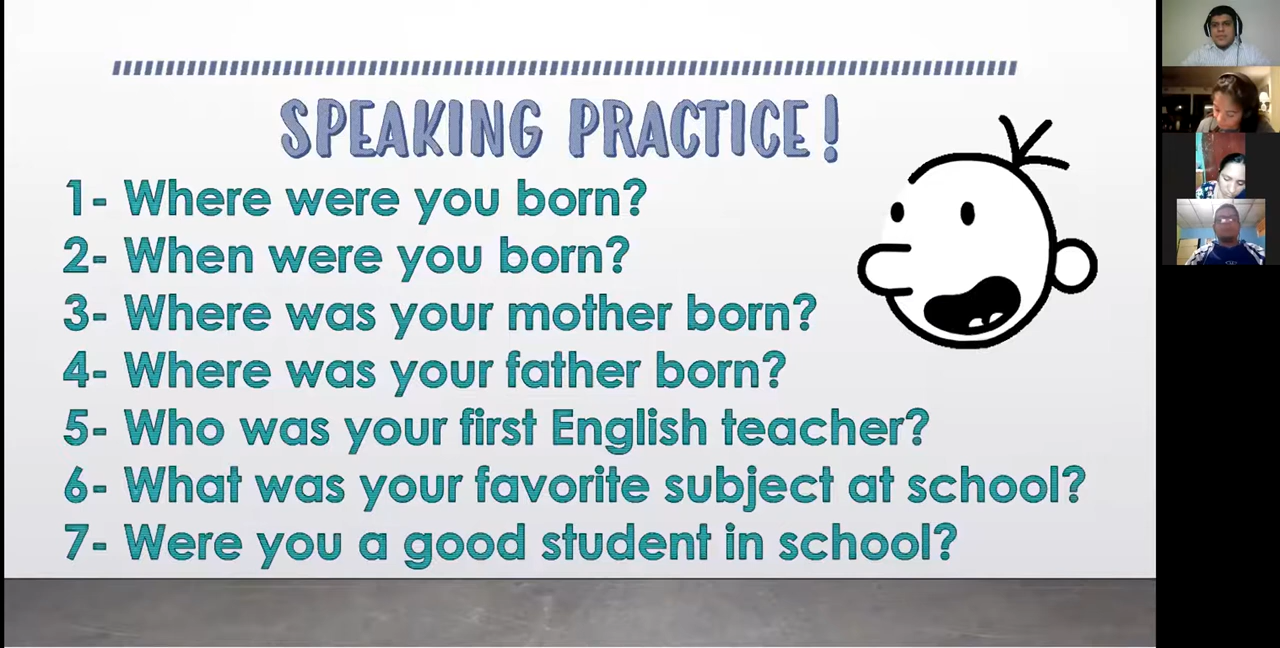 SPEAKING PRACTICE!
1- Where were you born?
2- When were you born?
3- Where was your mother born?
4- Where was your father born?
5- Who was your first English teacher?
6- What was your favorite subject at school?
7- Were you a good student in school?